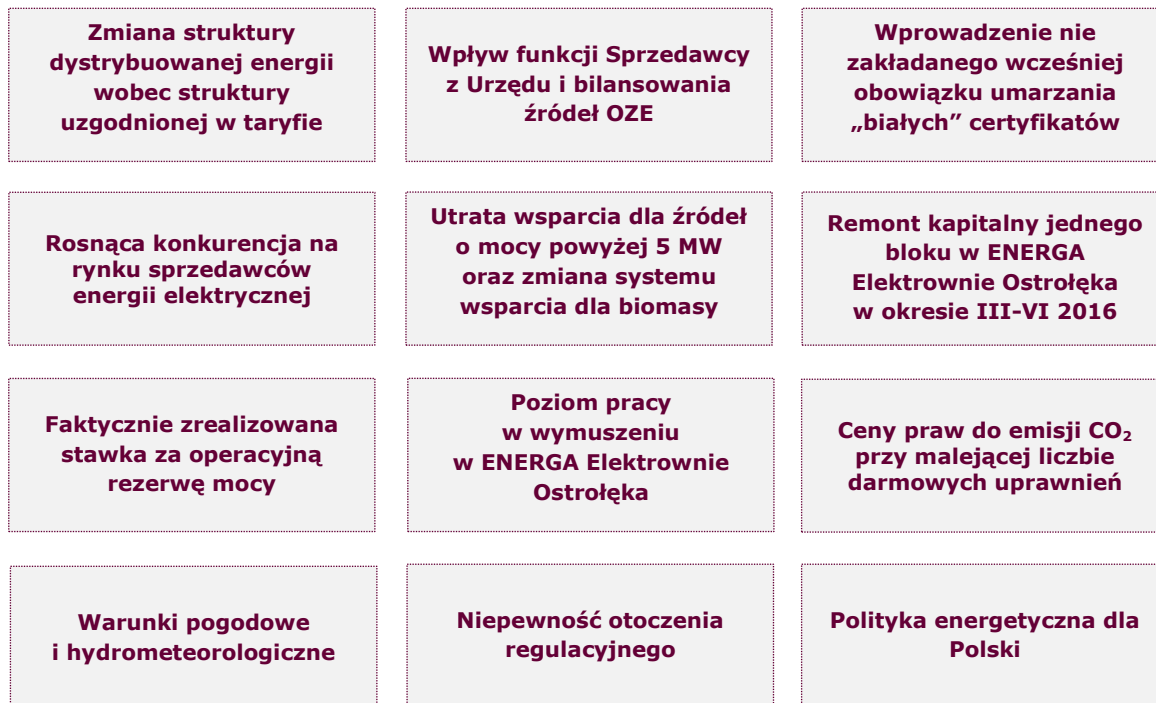 Zmiana struktury
dystrybuowanej energii
wobec struktury
uzgodnionej w taryfie
Wpływ funkcji Sprzedawcy
z Urzędu i bilansowania
źródeł OZE
Wprowadzenie nie
zakładanego wcześniej
obowiązku umarzania
„białych” certyfikatów
Rosnąca konkurencja na
rynku sprzedawców
energii elektrycznej
Utrata wsparcia dla źródeł
o mocy powyżej 5 MW
oraz zmiana systemu
wsparcia dla biomasy
Remont kapitalny jednego
bloku w ENERGA
Elektrownie Ostrołęka
w okresie III-VI 2016
Faktycznie zrealizowana
stawka za operacyjną
rezerwę mocy
Poziom pracy
w wymuszeniu
w ENERGA Elektrownie
Ostrołęka
Ceny praw do emisji CO₂
przy malejącej liczbie
darmowych uprawnień
Warunki pogodowe
i hydrometeorologiczne
Niepewność otoczenia
regulacyjnego
Polityka energetyczna dla
Polski